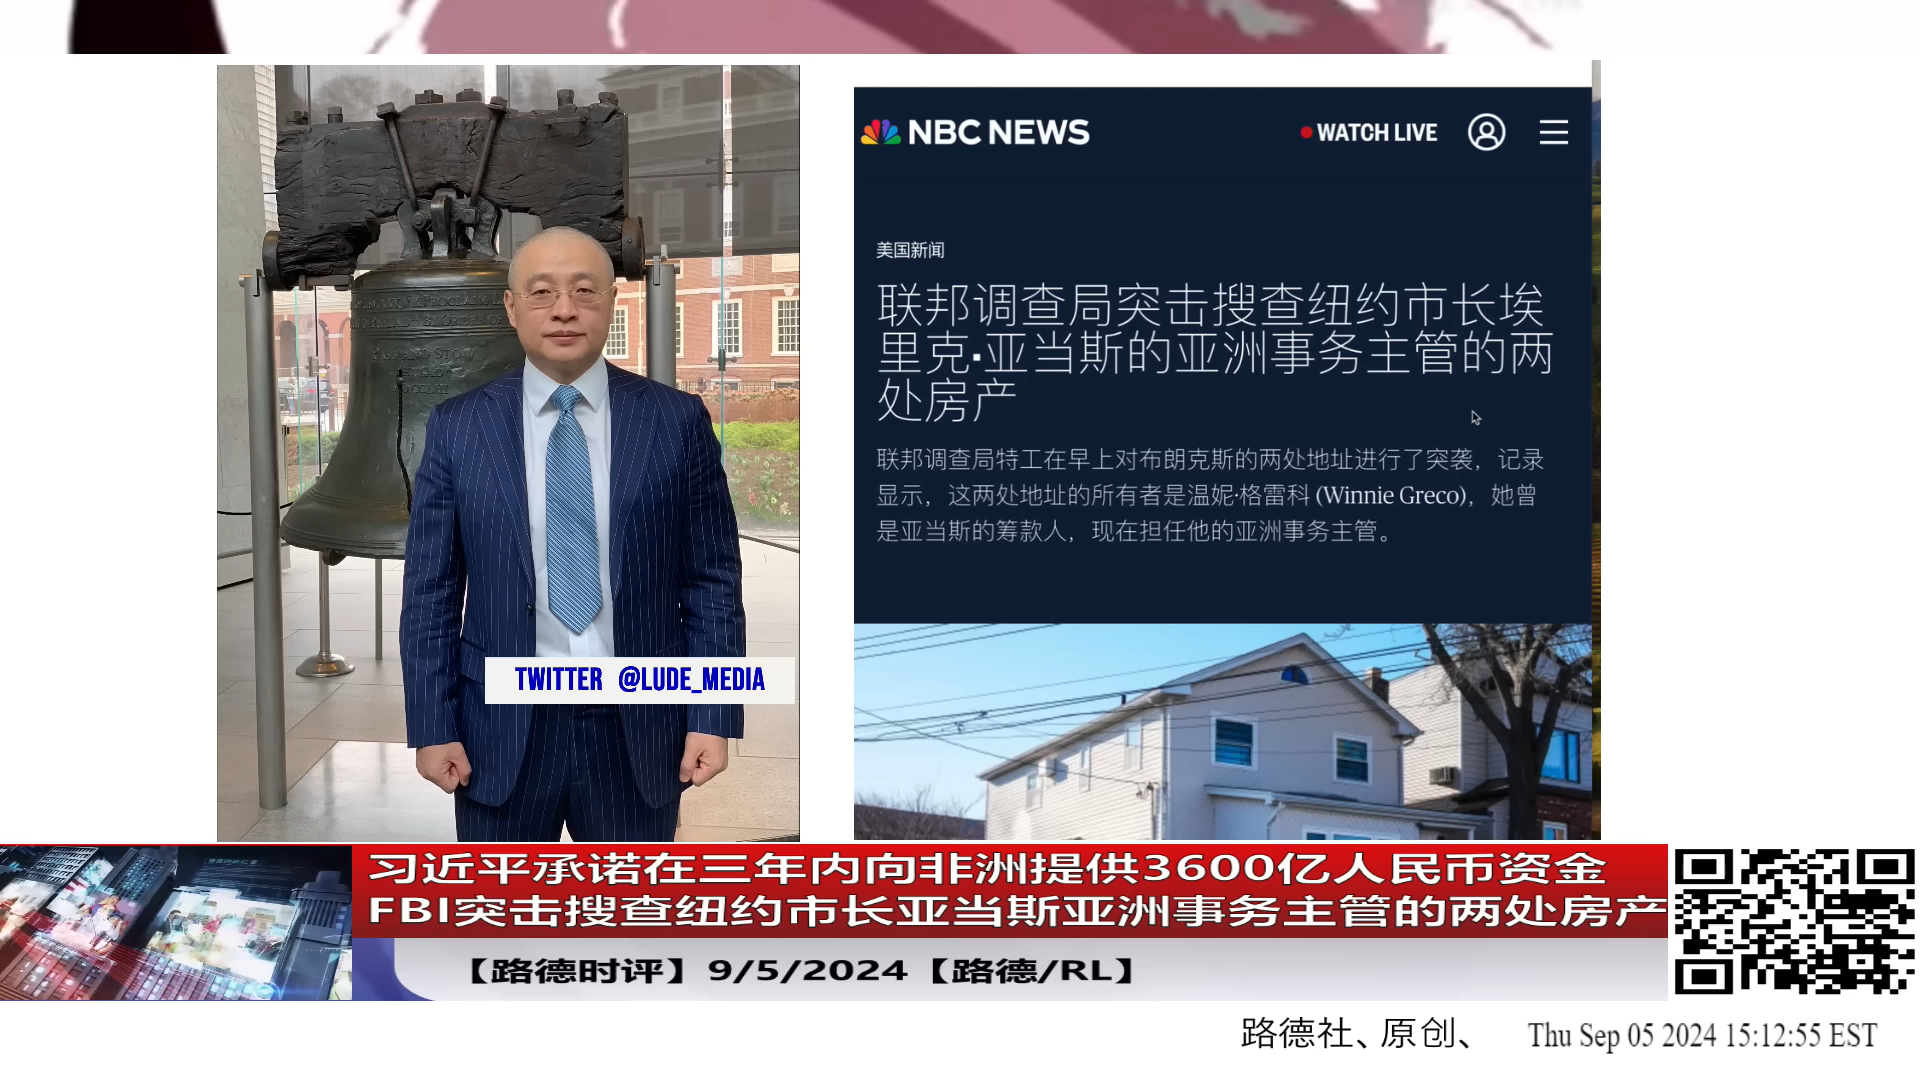 NBC NEWS
WATCH LIVE
美国新闻
联邦调查局突击搜查纽约市长埃
里克·亚当斯的亚洲事务主管的两
处房产
联邦调查局特工在早上对布朗克斯的两处地址进行了突袭，记录
显示，这两处地址的所有者是温妮·格雷科 (Winnie Greco)，她曾
是亚当斯的筹款人，现在担任他的亚洲事务主管。
PASS AND STOW
TWITTER @LUDE_MEDIA
习近平承诺在三年内向非洲提供3600亿人民币资金
FBI突击搜查纽约市长亚当斯亚洲事务主管的两处房产
【路德时评】9/5/2024【路德/RL】
路德社、原创、
Thu Sep 05 2024 15:12:55 EST